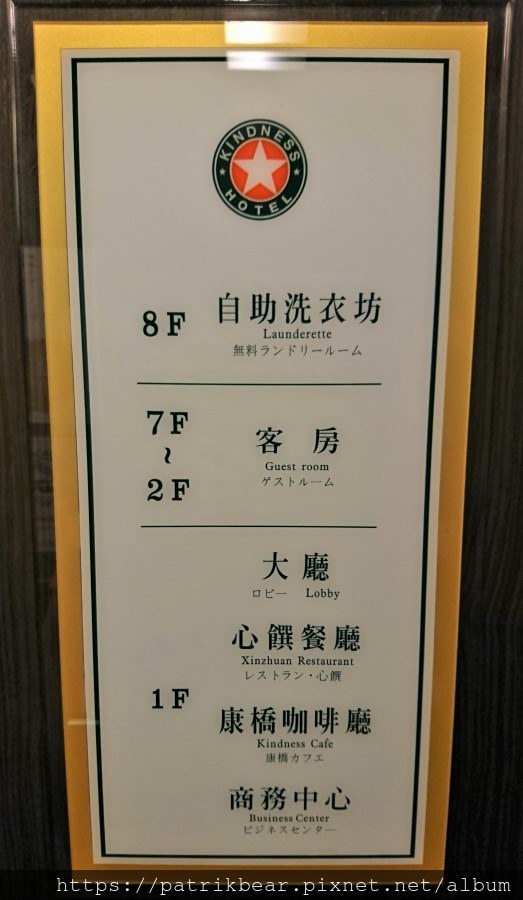 KINDNESS
HOTEL
8F
自助洗衣坊
Launderette
無料ランドリールーム
7F
~
2F
客 房
Guest room
ゲストルーム
1F
大 廳
ロビー Lobby
心饌餐廳
Xinzhuan Restaurant
レストラン・心饌
康橋咖啡廳
Kindness Cafe
康橋カフエ
商務中心
Business Center
ビジネスセンター
https://patrikbear.pixnet.net/album